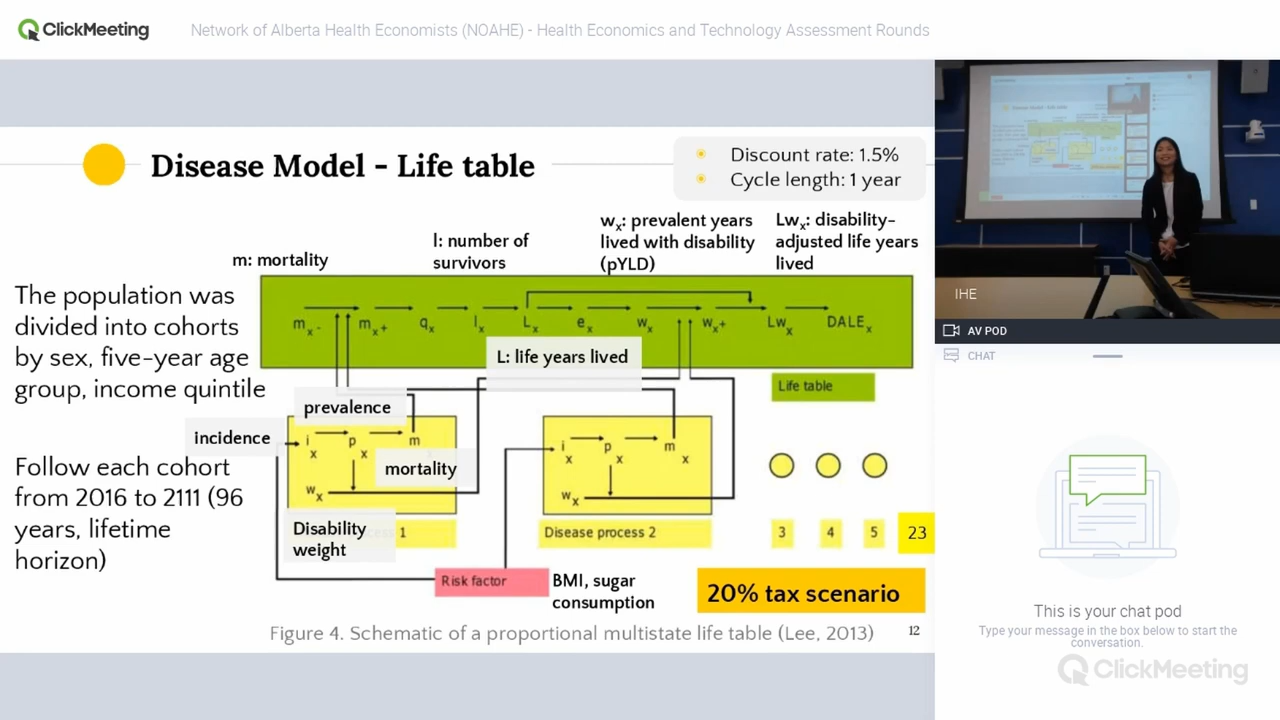 ClickMeeting
Network of Alberta Health Economists (NOAHE) - Health Economics and Technology Assessment Rounds
Disease Model - Life table
Discount rate: 1.5%
Cycle length: 1 year
m: mortality
l: number of
survivors
wx: prevalent years
lived with disability
(pYLD)
Lwx: disability-
adjusted life years
lived
The population was
divided into cohorts
by sex, five-year age
group, income quintile
Follow each cohort
from 2016 to 2111 (96
years, lifetime
horizon)
mx- mx+ qx lx Lx ex wx wx+ Lwx DALEx
L: life years lived
Life table
prevalence
incidence
ix px mx
mortality
wx
Disability
weight
1
ix px mx
wx
Disease process 2
3 4 5 23
Risk factor
BMI, sugar
consumption
20% tax scenario
Figure 4. Schematic of a proportional multistate life table (Lee, 2013)
12
IHE
AV POD
CHAT
This is your chat pod
Type your message in the box below to start the
conversation.
ClickMeeting